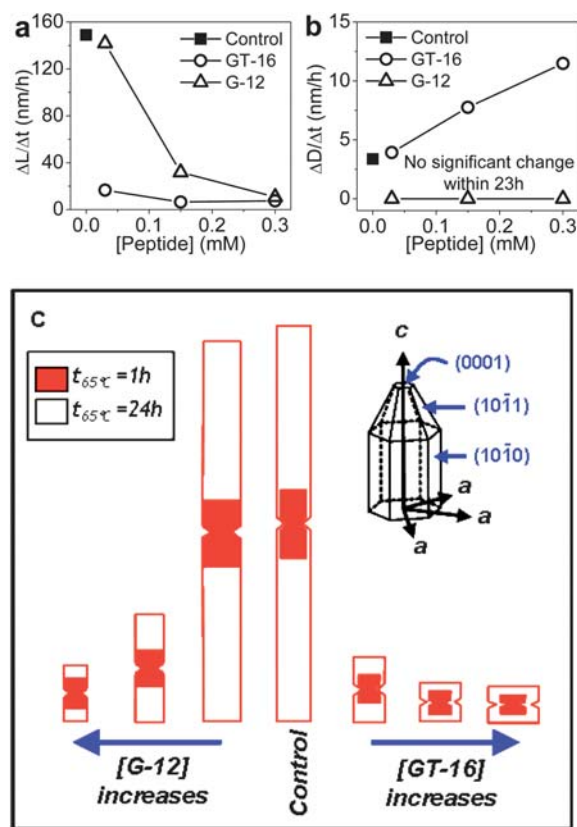 a
ΔL/Δt (nm/h)
160
120
80
40
0
Control
GT-16
G-12
0.0 0.1 0.2 0.3
[Peptide] (mM)
b
ΔD/Δt (nm/h)
15
10
5
0
Control
GT-16
G-12
No significant change
within 23h
0.0 0.1 0.2 0.3
[Peptide] (mM)
c
t65℃ =1h
t65℃ =24h
c
(0001)
(101̄1)
(101̄0)
a
a
a
[G-12]
increases
Control
[GT-16]
increases